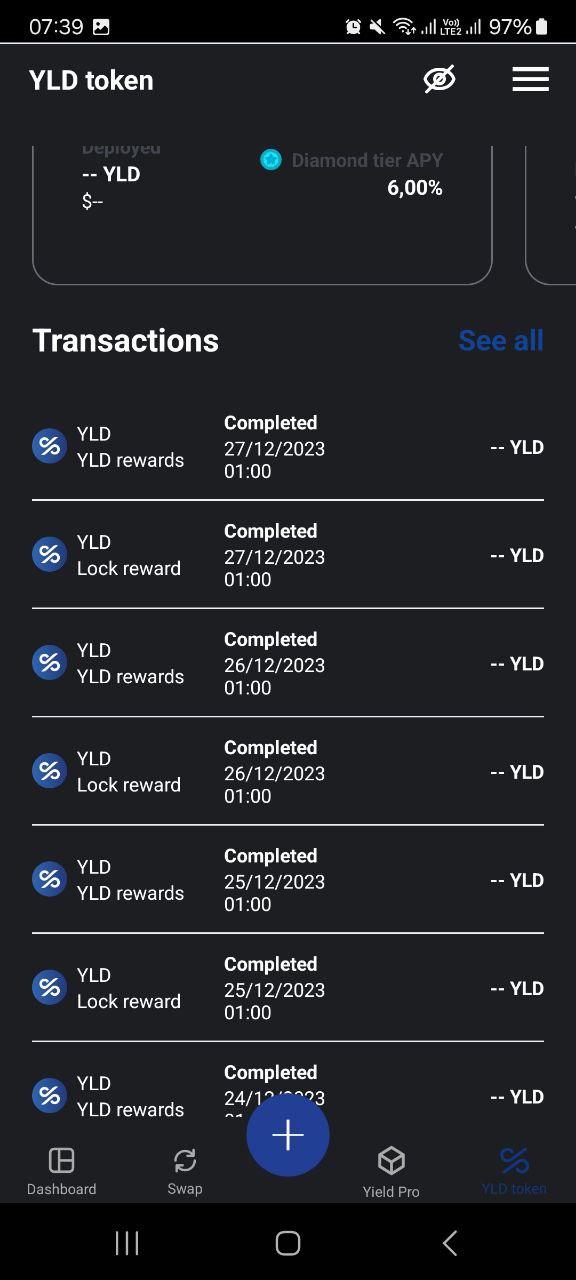 07:39
Vo))
LTE2
97%
YLD token
Deployed
-- YLD
$--
Diamond tier APY
6,00%
Transactions
See all
YLD
YLD rewards
Completed
27/12/2023
01:00
-- YLD
YLD
Lock reward
Completed
27/12/2023
01:00
-- YLD
YLD
YLD rewards
Completed
26/12/2023
01:00
-- YLD
YLD
Lock reward
Completed
26/12/2023
01:00
-- YLD
YLD
YLD rewards
Completed
25/12/2023
01:00
-- YLD
YLD
Lock reward
Completed
25/12/2023
01:00
-- YLD
YLD
YLD rewards
Completed
24/12/2023
-- YLD
Dashboard
Swap
Yield Pro
YLD token